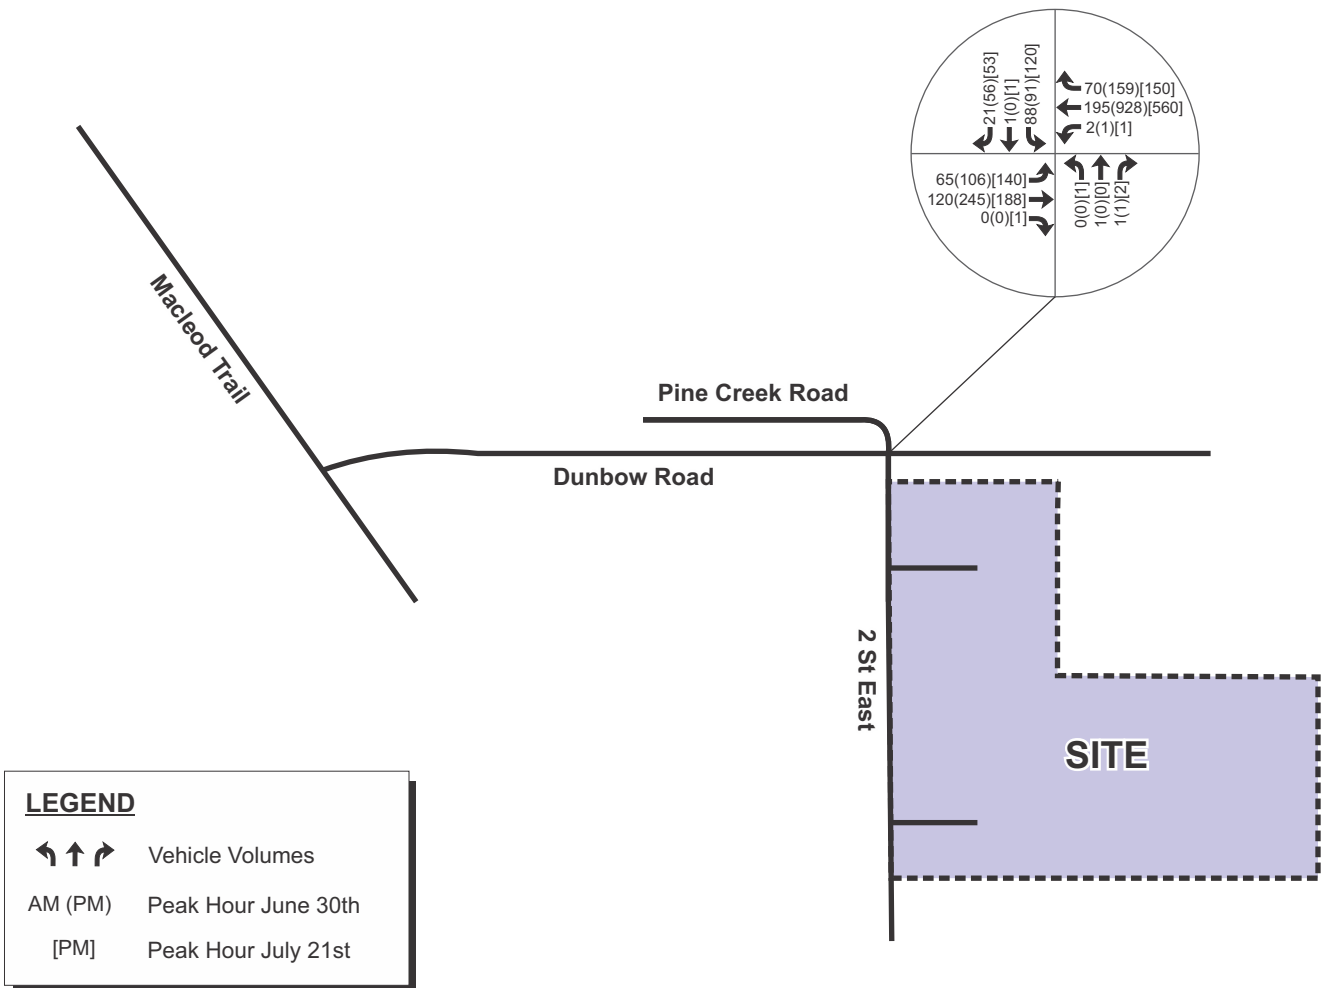 21(56)[53]
1(0)[1]
88(91)[120]
70(159)[150]
195(928)[560]
2(1)[1]
65(106)[140]
120(245)[188]
0(0)[1]
0(0)[1]
1(0)[0]
1(1)[2]
Macleod Trail
Pine Creek Road
Dunbow Road
2 St East
SITE
LEGEND
Vehicle Volumes
AM (PM) Peak Hour June 30th
[PM] Peak Hour July 21st